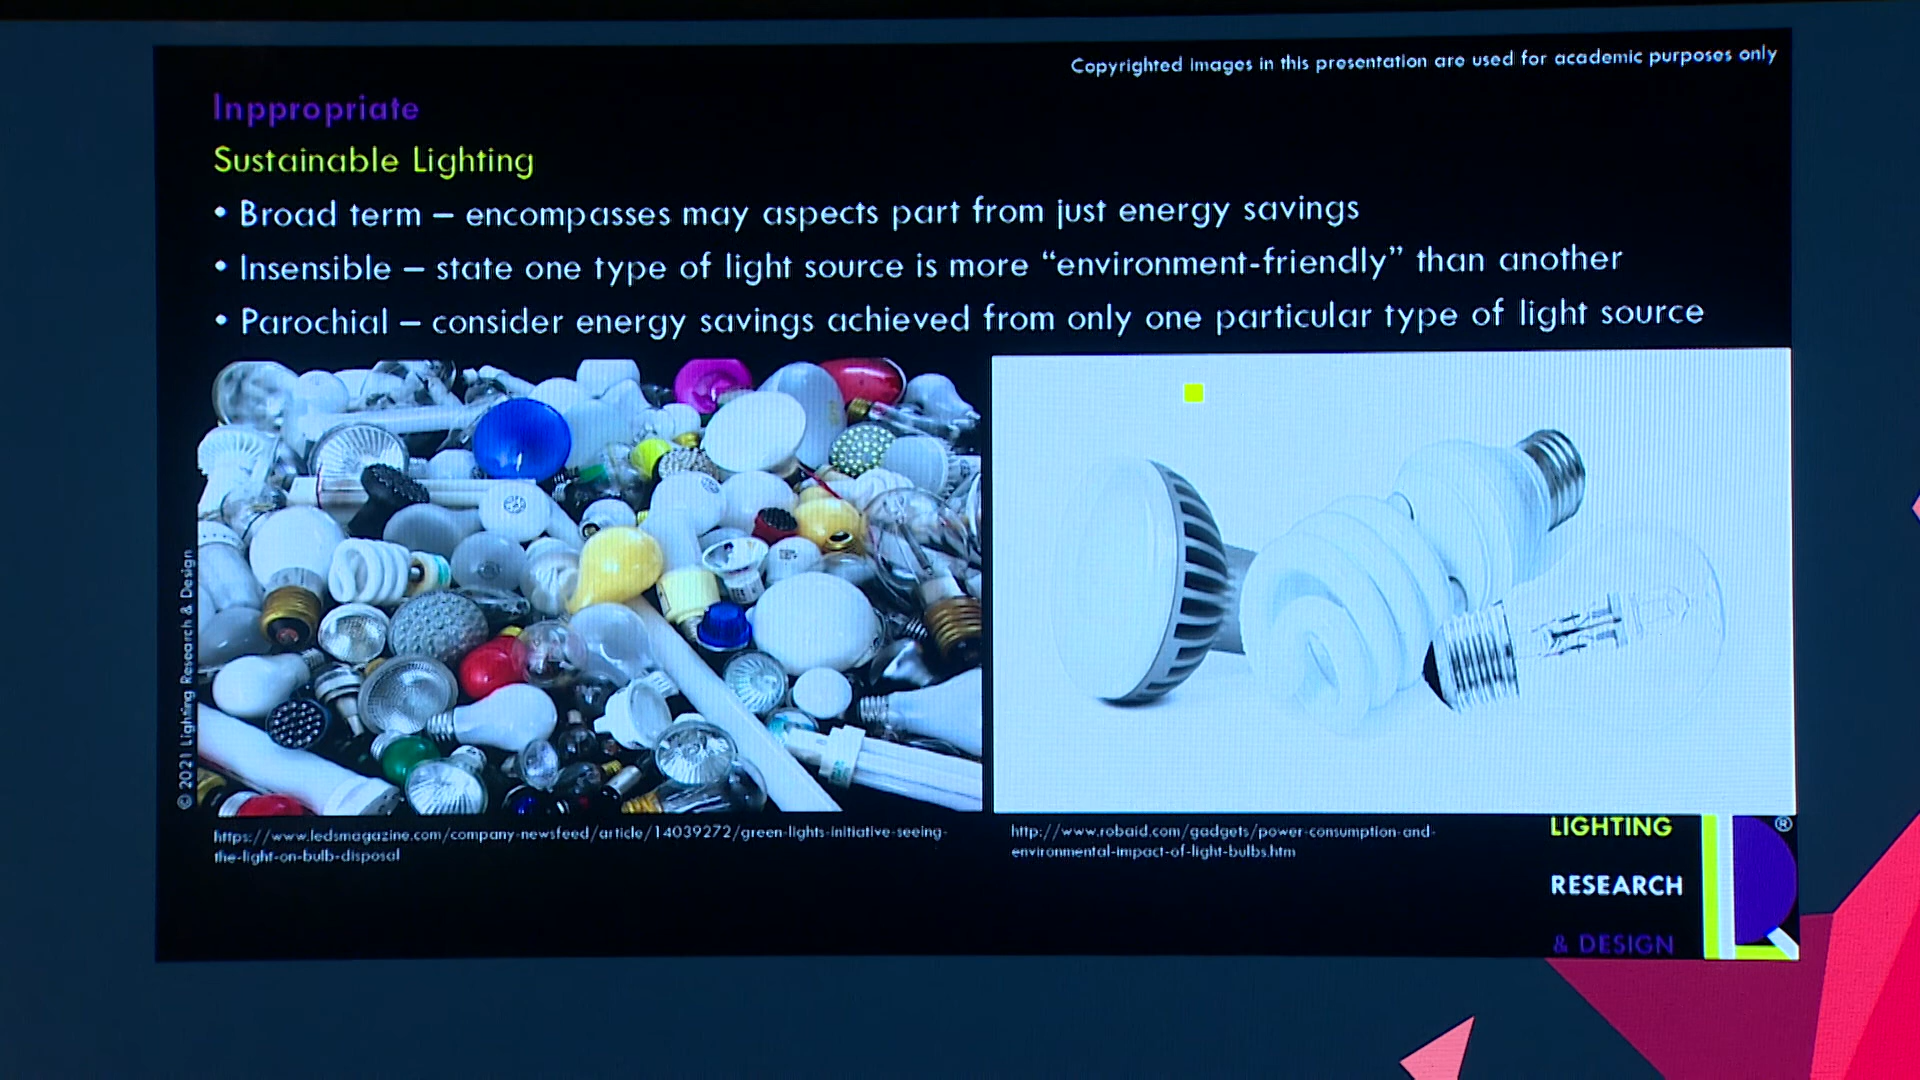 Copyrighted images in this presentation are used for academic purposes only
Inppropriate
Sustainable Lighting
• Broad term – encompasses may aspects part from just energy savings
• Insensible – state one type of light source is more “environment-friendly” than another
• Parochial – consider energy savings achieved from only one particular type of light source
© 2021 Lighting Research & Design
https://www.ledsmagazine.com/company-newsfeed/article/14039272/green-lights-initiative-seeing-
the-light-on-bulb-disposal
http://www.robaid.com/gadgets/power-consumption-and-
environmental-impact-of-light-bulbs.htm
LIGHTING
RESEARCH
& DESIGN
®